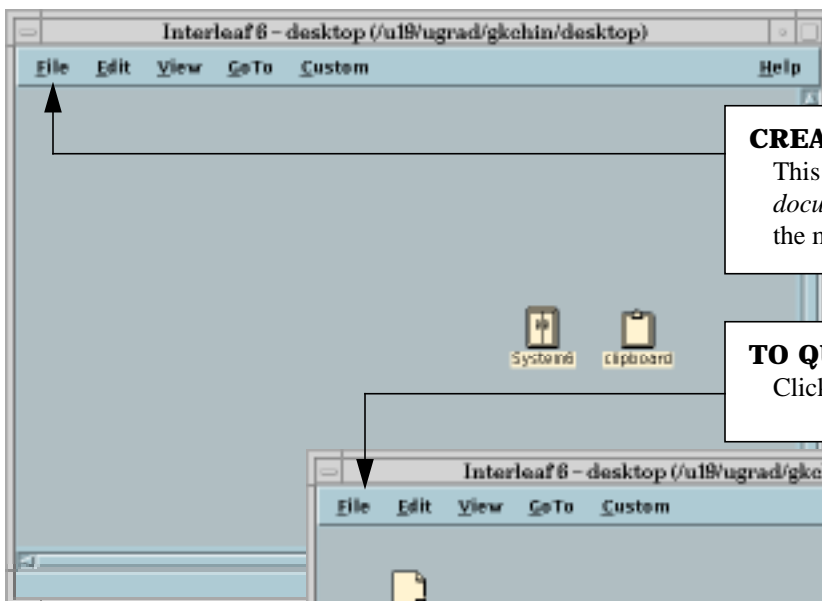 Interleaf 6 – desktop (/u19/ugrad/gkchin/desktop)
File Edit View GoTo Custom Help
CREA
This
docu
the
TO QU
Click
System6 clipboard
Interleaf 6 – desktop (/u19/ugrad/gkc
File Edit View GoTo Custom